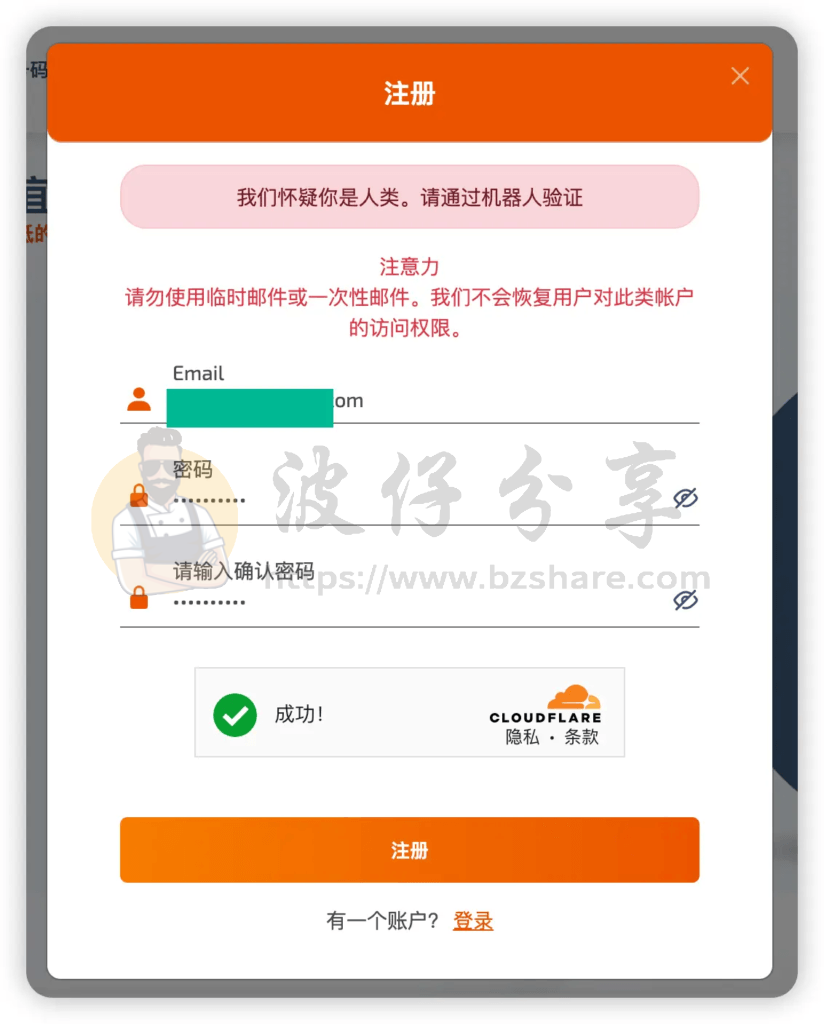 码
注册
直
低的
我们怀疑你是人类。请通过机器人验证
注意力
请勿使用临时邮件或一次性邮件。我们不会恢复用户对此类帐户
的访问权限。
Email
om
密码
··········
波仔分享
请输入确认密码
https://www.bzshare.com
··········
成功!
CLOUDFLARE
隐私 · 条款
注册
有一个账户? 登录